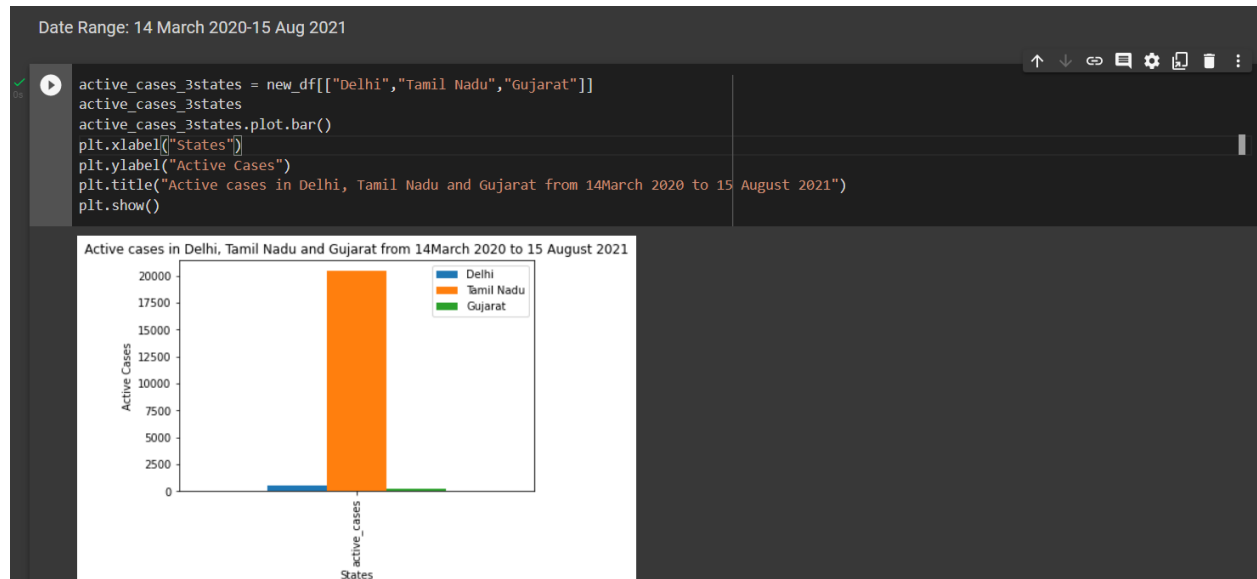 Date Range: 14 March 2020-15 Aug 2021
0s
active_cases_3states = new_df[["Delhi","Tamil Nadu","Gujarat"]]
active_cases_3states
active_cases_3states.plot.bar()
plt.xlabel("States")
plt.ylabel("Active Cases")
plt.title("Active cases in Delhi, Tamil Nadu and Gujarat from 14March 2020 to 15 August 2021")
plt.show()
Active cases in Delhi, Tamil Nadu and Gujarat from 14March 2020 to 15 August 2021
Delhi
Tamil Nadu
Gujarat
20000
17500
15000
12500
10000
7500
5000
2500
0
Active Cases
active_cases
States